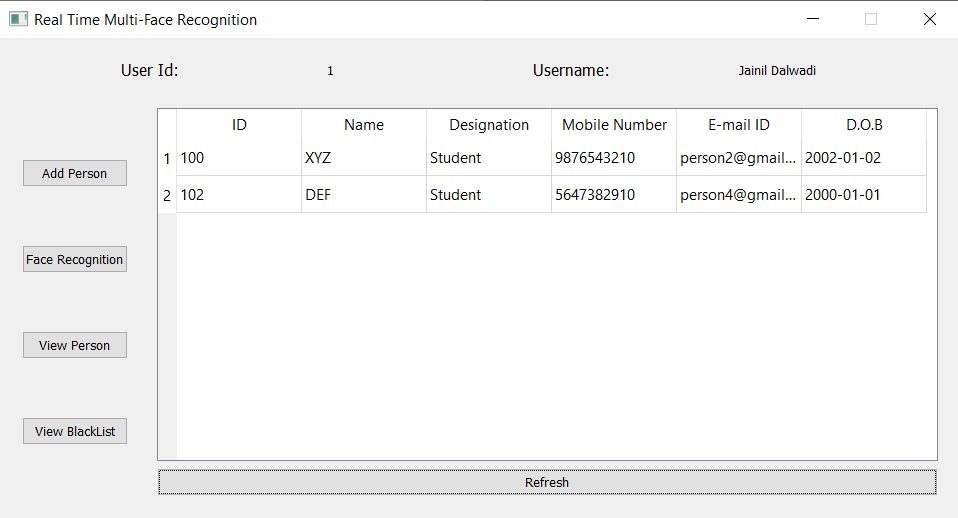 Real Time Multi-Face Recognition
User Id: 1 Username: Jainil Dalwadi
ID Name Designation Mobile Number E-mail ID D.O.B
1 100 XYZ Student 9876543210 person2@gmail... 2002-01-02
2 102 DEF Student 5647382910 person4@gmail... 2000-01-01
Add Person
Face Recognition
View Person
View BlackList
Refresh